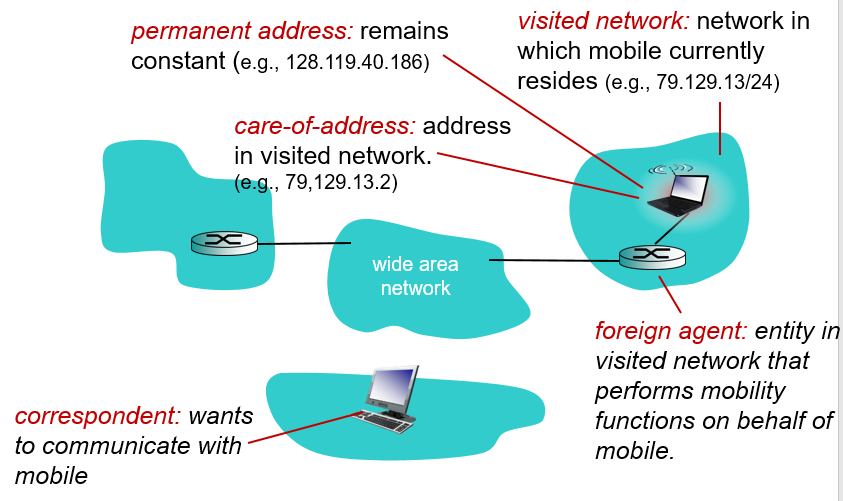 permanent address: remains
constant (e.g., 128.119.40.186)
visited network: network in
which mobile currently
resides (e.g., 79.129.13/24)
care-of-address: address
in visited network.
(e.g., 79,129.13.2)
wide area
network
foreign agent: entity in
visited network that
performs mobility
functions on behalf of
mobile.
correspondent: wants
to communicate with
mobile